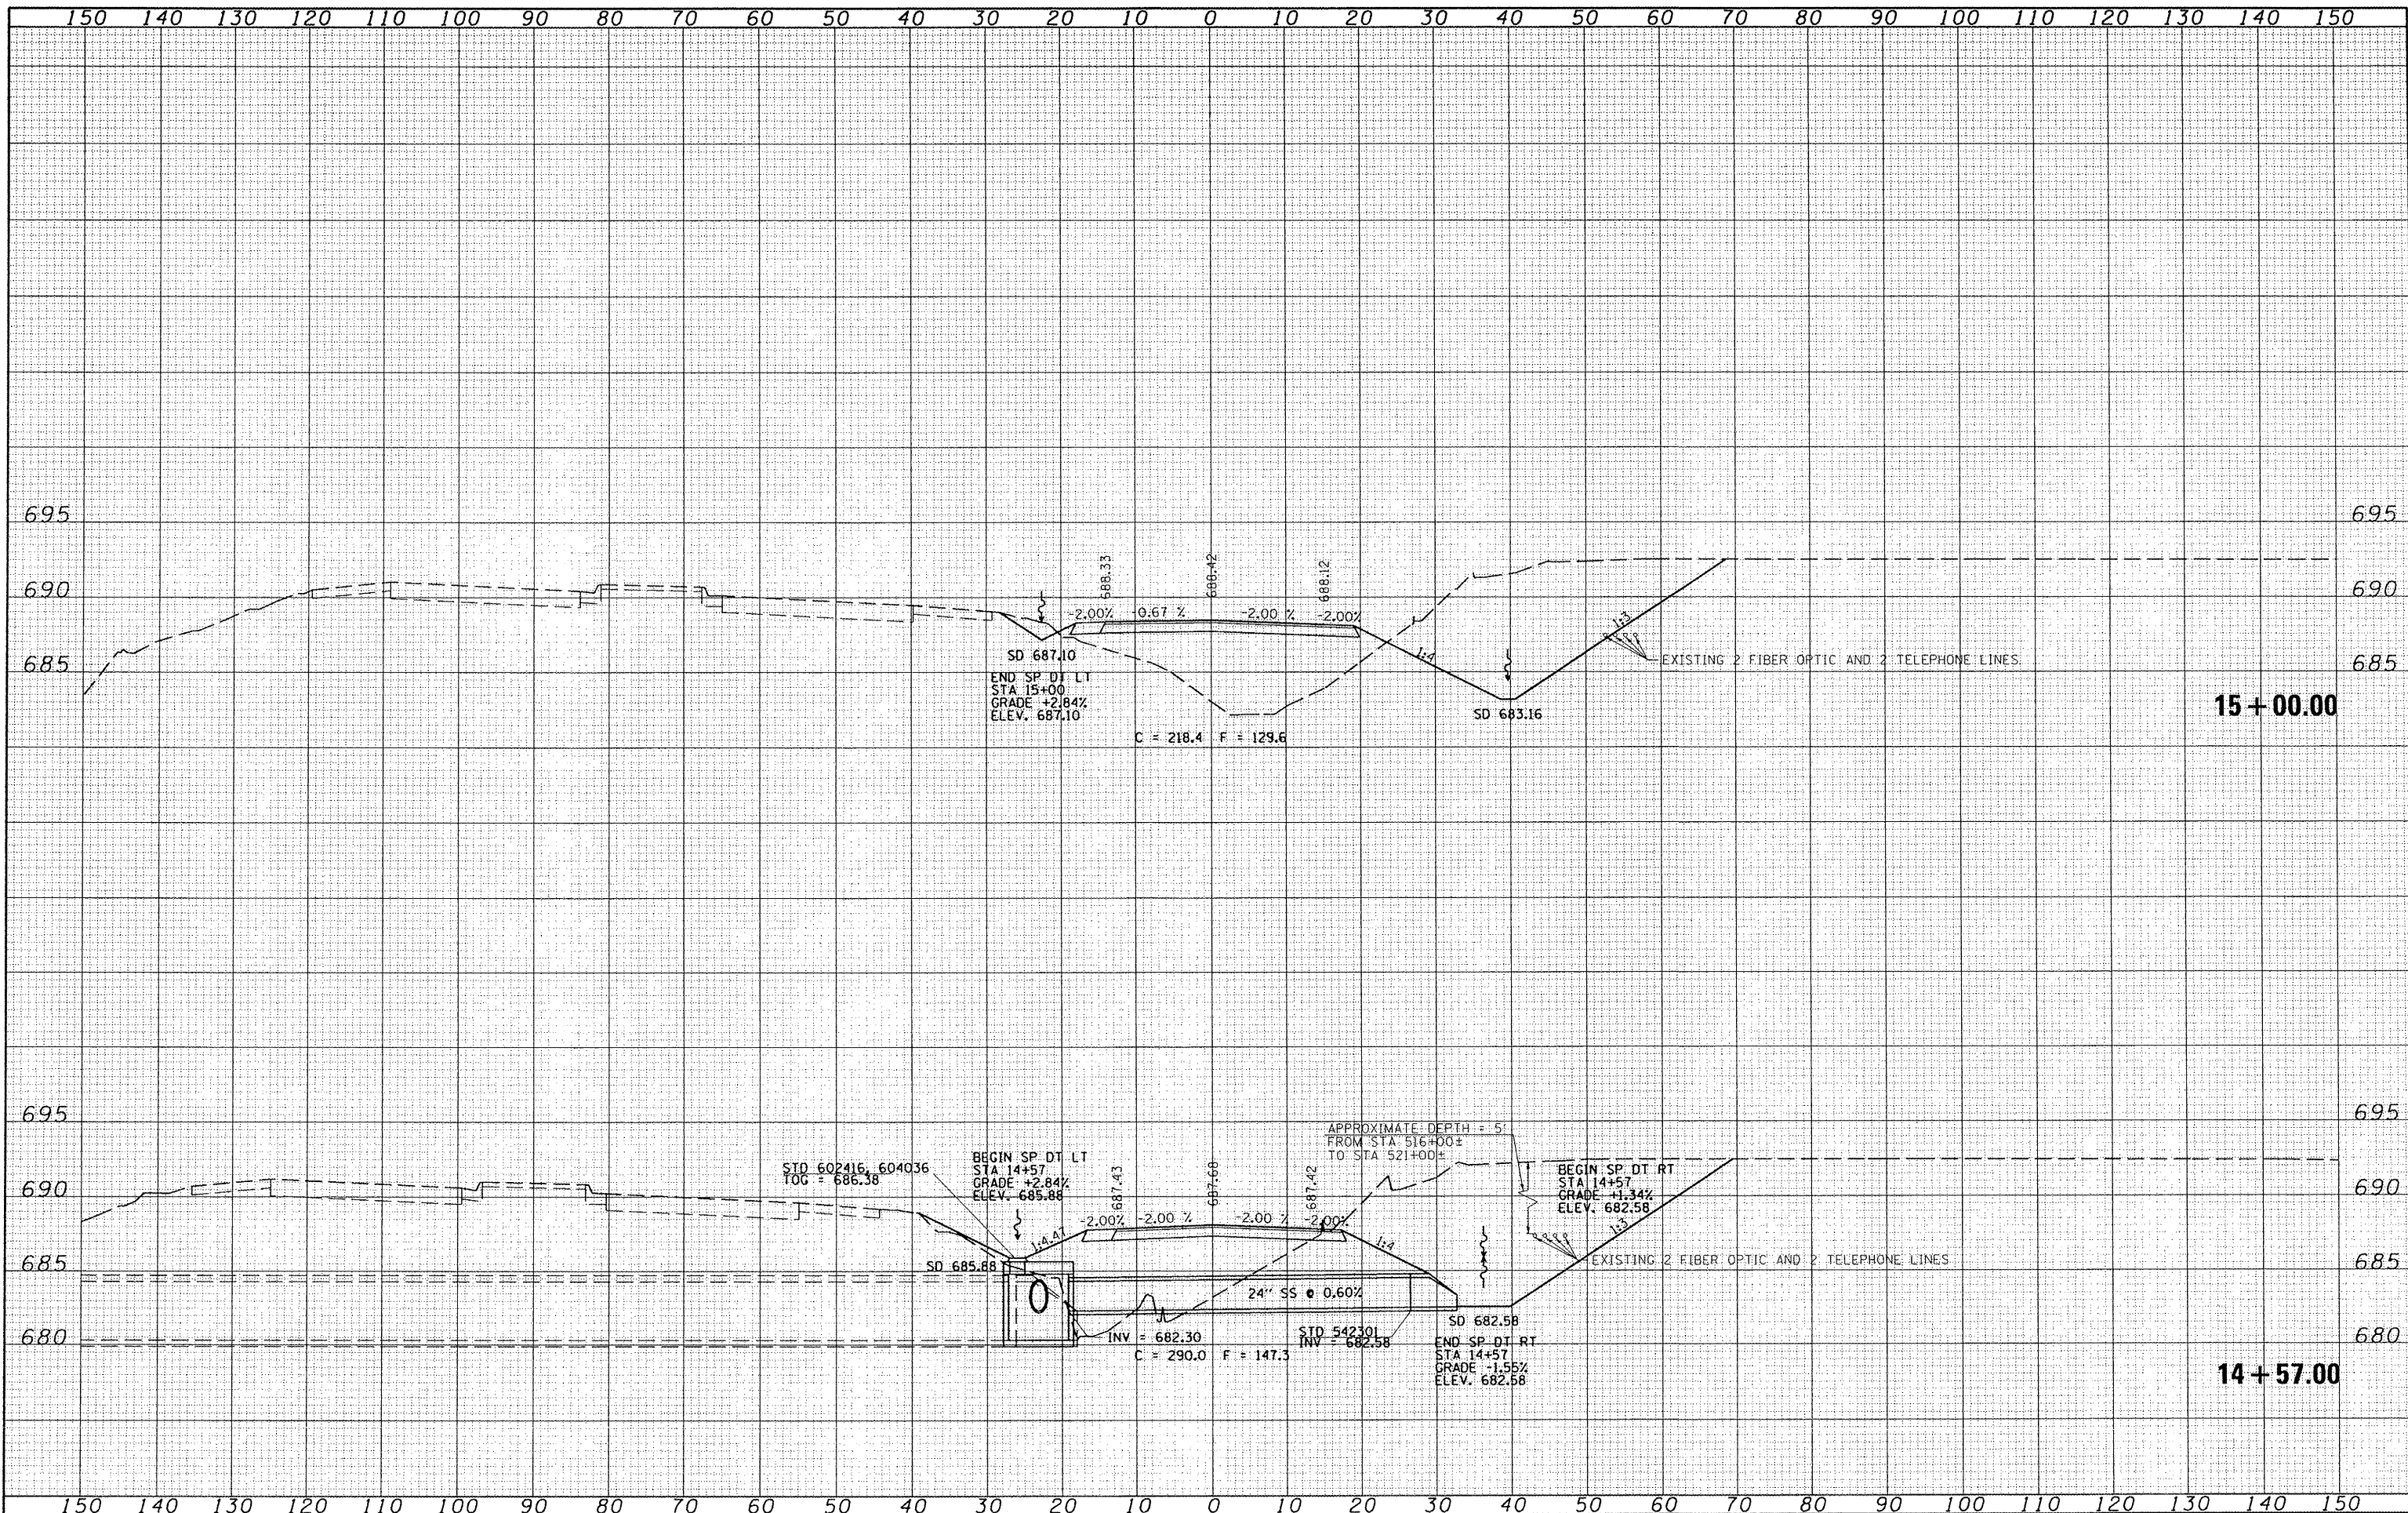 150 140 130 120 110 100 90 80 70 60 50 40 30 20 10 0 10 20 30 40 50 60 70 80 90 100 110 120 130 140 150
695 695
688.33 688.42 688.12
690 690
-2.00% -0.67 % -2.00 % -2.00%
1:3
SD 687.10
1:4
EXISTING 2 FIBER OPTIC AND 2 TELEPHONE LINES
685 685
END SP DT LT
STA 15+00
GRADE +2.84%
ELEV. 687.10
SD 683.16
15+00.00
C = 218.4 F = 129.6
695 695
APPROXIMATE DEPTH = 5'
FROM STA 516+00±
TO STA 521+00±
STD 602416, 604036
TOG = 686.38
BEGIN SP DT LT
STA 14+57
GRADE +2.84%
ELEV. 685.88
687.43 687.68 687.42
BEGIN SP DT RT
STA 14+57
GRADE +1.34%
ELEV. 682.58
690 690
-2.00% -2.00 % -2.00 % -2.00%
1:4.47
1:4
1:3
SD 685.88
EXISTING 2 FIBER OPTIC AND 2 TELEPHONE LINES
685 685
24" SS @ 0.60%
SD 682.58
INV = 682.30
STD 542301
INV = 682.58
680 680
C = 290.0 F = 147.3
END SP DT RT
STA 14+57
GRADE -1.55%
ELEV. 682.58
14+57.00
150 140 130 120 110 100 90 80 70 60 50 40 30 20 10 0 10 20 30 40 50 60 70 80 90 100 110 120 130 140 150